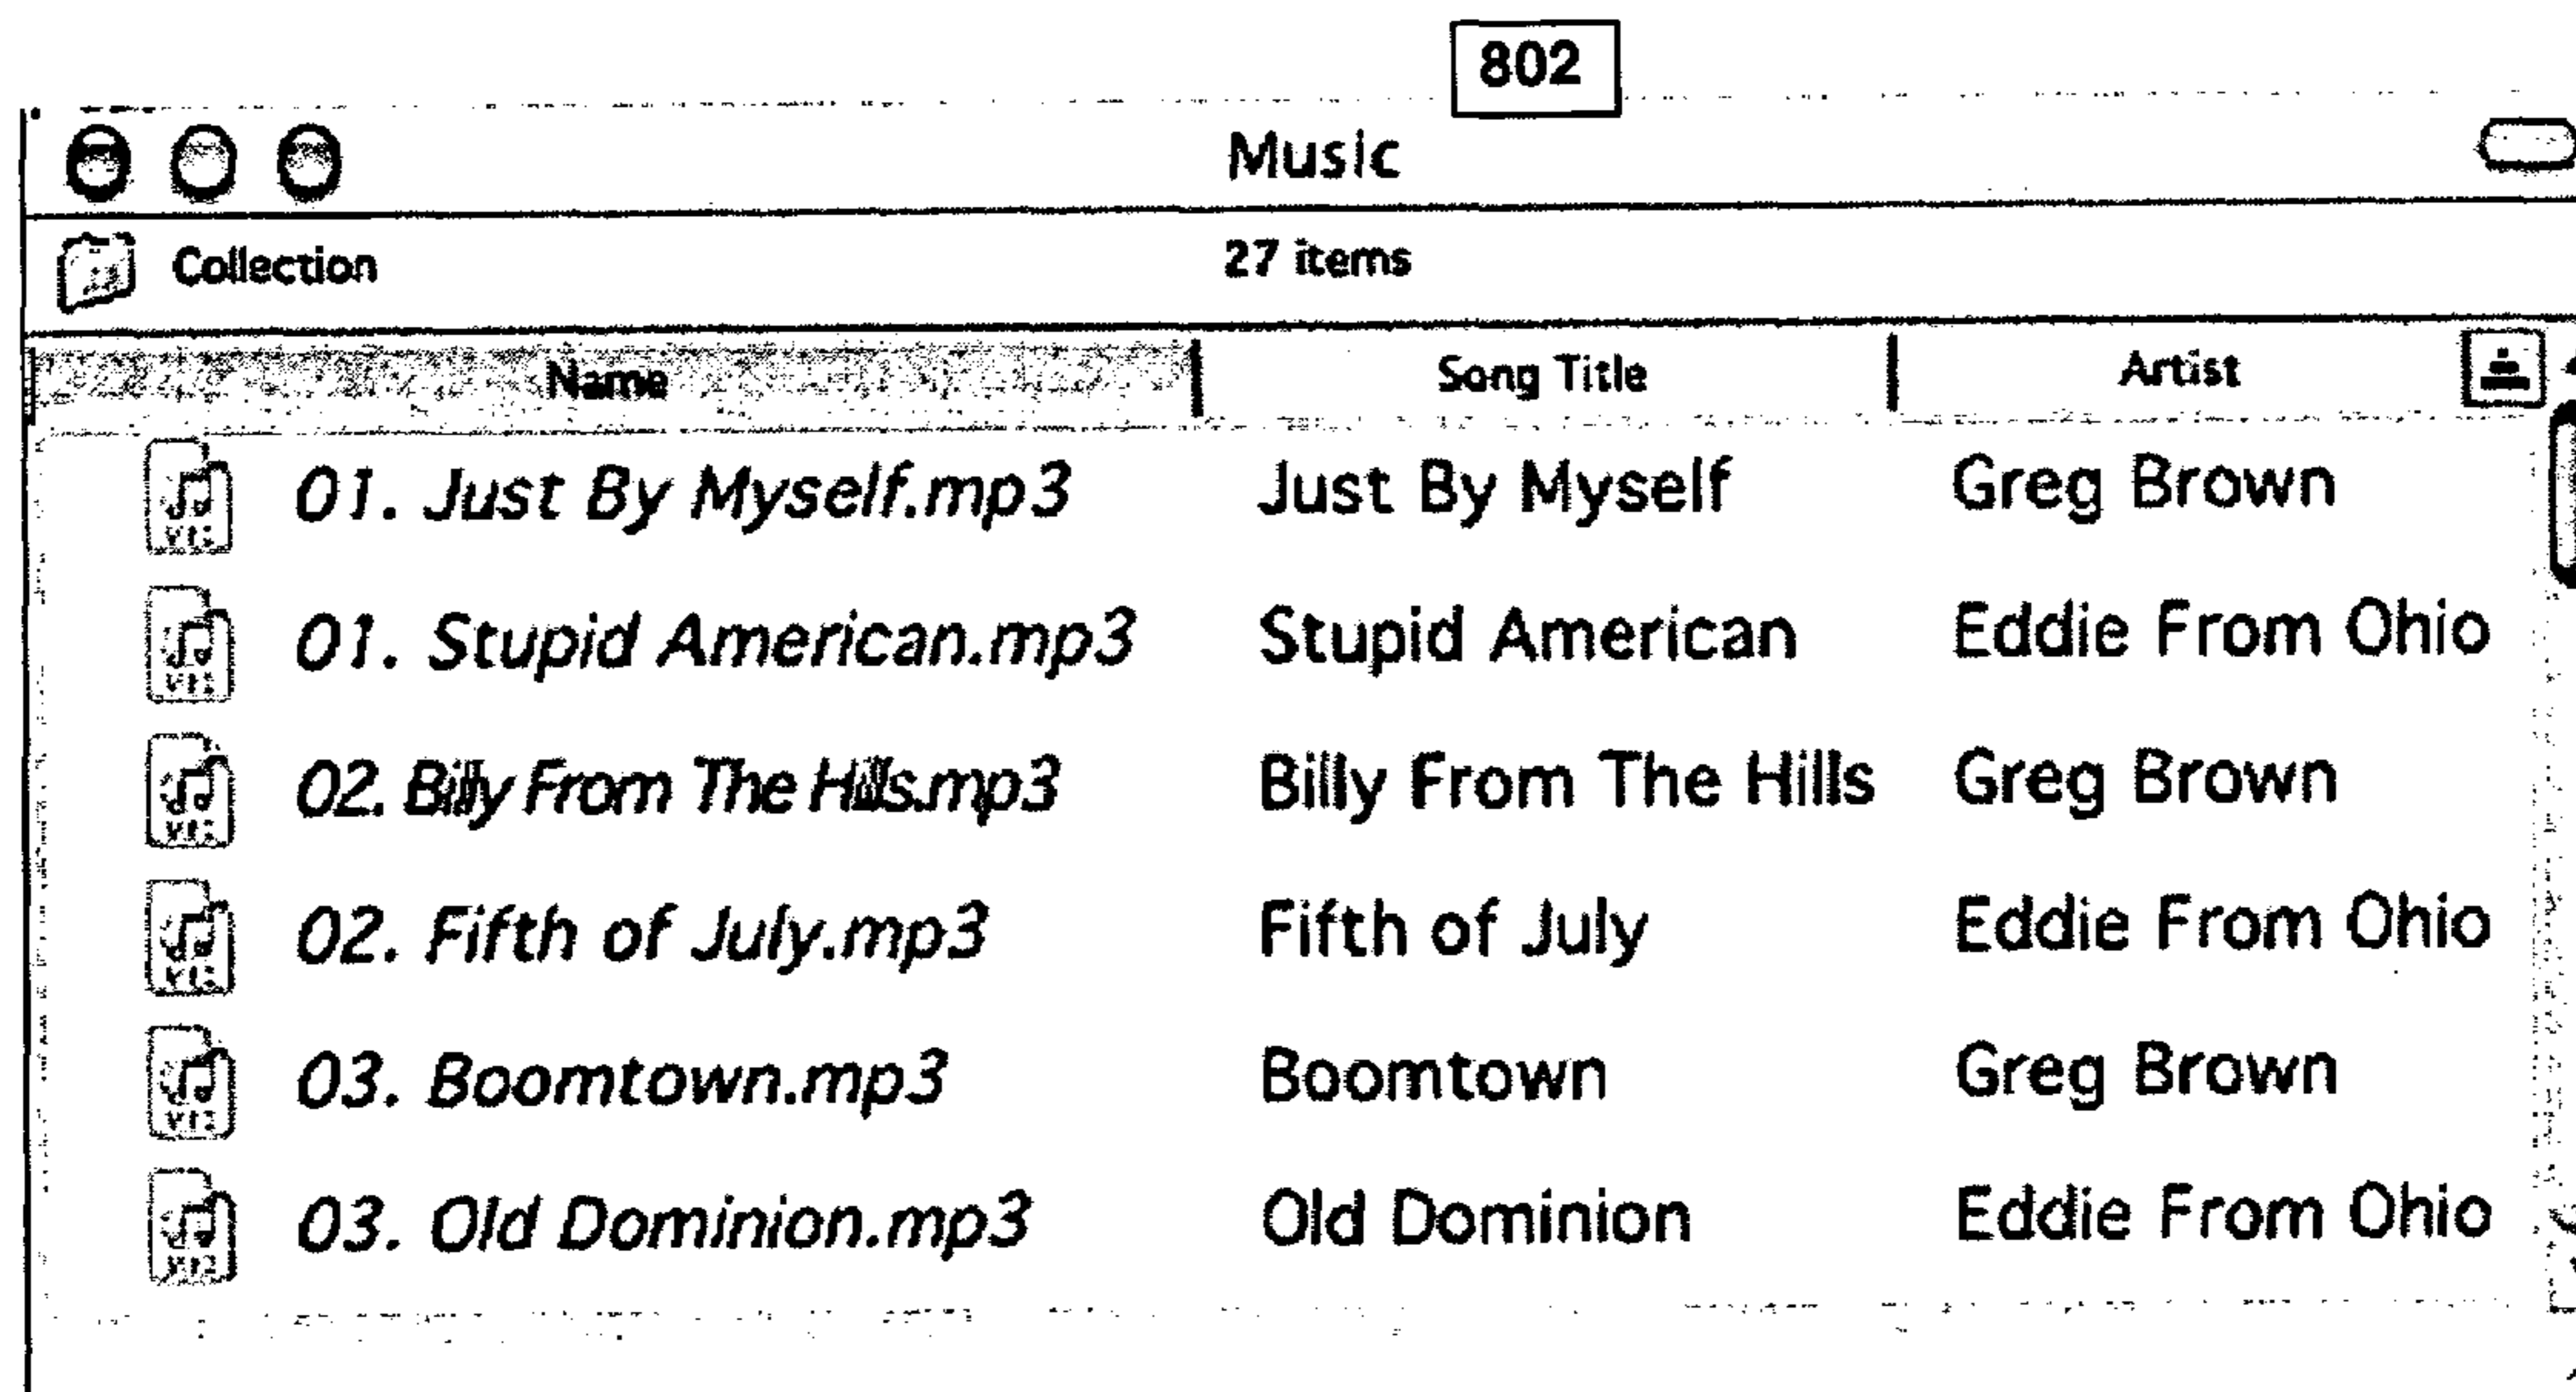 802
Music
Collection 27 items
Name Song Title Artist
01. Just By Myself.mp3 Just By Myself Greg Brown
01. Stupid American.mp3 Stupid American Eddie From Ohio
02. Billy From The Hills.mp3 Billy From The Hills Greg Brown
02. Fifth of July.mp3 Fifth of July Eddie From Ohio
03. Boomtown.mp3 Boomtown Greg Brown
03. Old Dominion.mp3 Old Dominion Eddie From Ohio